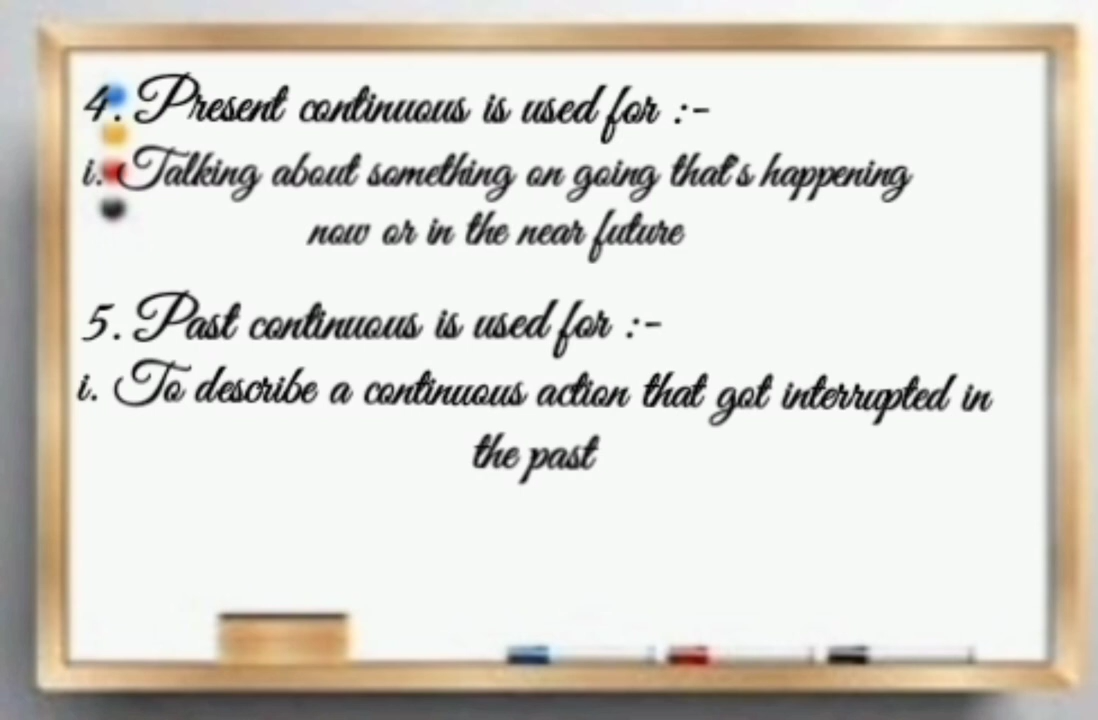 4. Present continuous is used for :-
i. Talking about something on going that's happening
now or in the near future
5. Past continuous is used for :-
i. To describe a continuous action that got interrupted in
the past